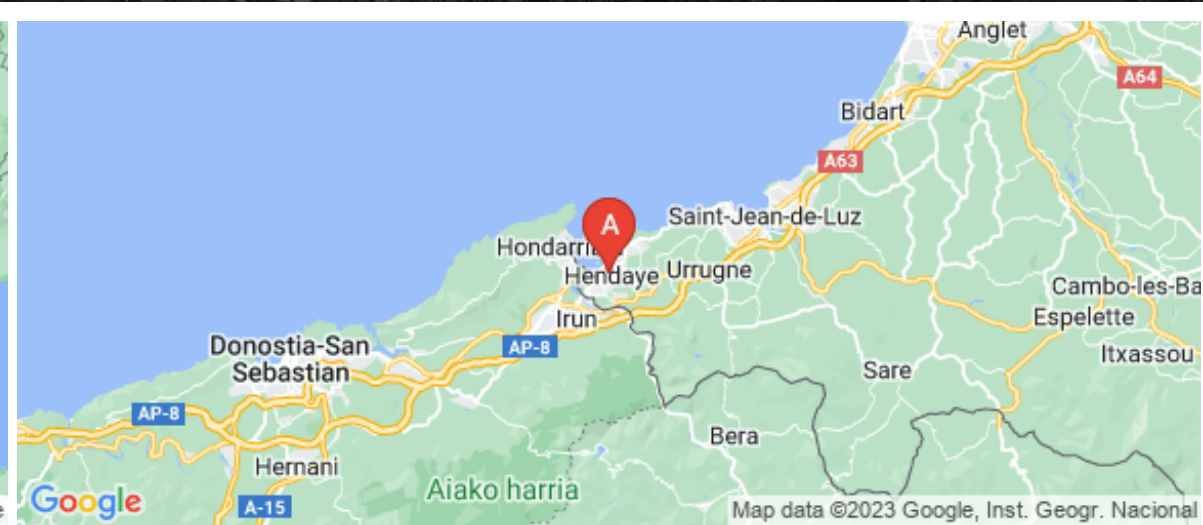 Anglet
A64
Bidart
A63
Saint-Jean-de-Luz
A
Hondarri
Hendaye
Urrugne
Cambo-les-Ba
Irun
Espelette
Donostia-San
Sebastian
AP-8
Itxassou
Sare
AP-8
Bera
Hernani
Aiako harria
Google
A-15
Map data ©2023 Google, Inst. Geogr. Nacional